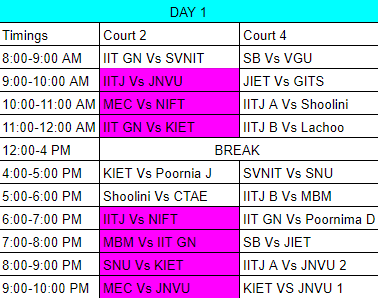 DAY 1
Timings Court 2 Court 4
8:00-9:00 AM IIT GN Vs SVNIT SB Vs VGU
9:00-10:00 AM IITJ Vs JNVU JIET Vs GITS
10:00-11:00 AM MEC Vs NIFT IITJ A Vs Shoolini
11:00-12:00 AM IIT GN Vs KIET IITJ B Vs Lachoo
12:00-4 PM BREAK
4:00-5:00 PM KIET Vs Poornia J SVNIT Vs SNU
5:00-6:00 PM Shoolini Vs CTAE IITJ B Vs MBM
6:00-7:00 PM IITJ Vs NIFT IIT GN Vs Poornima D
7:00-8:00 PM MBM Vs IIT GN SB Vs JIET
8:00-9:00 PM SNU Vs KIET IITJ A Vs JNVU 2
9:00-10:00 PM MEC Vs JNVU KIET VS JNVU 1